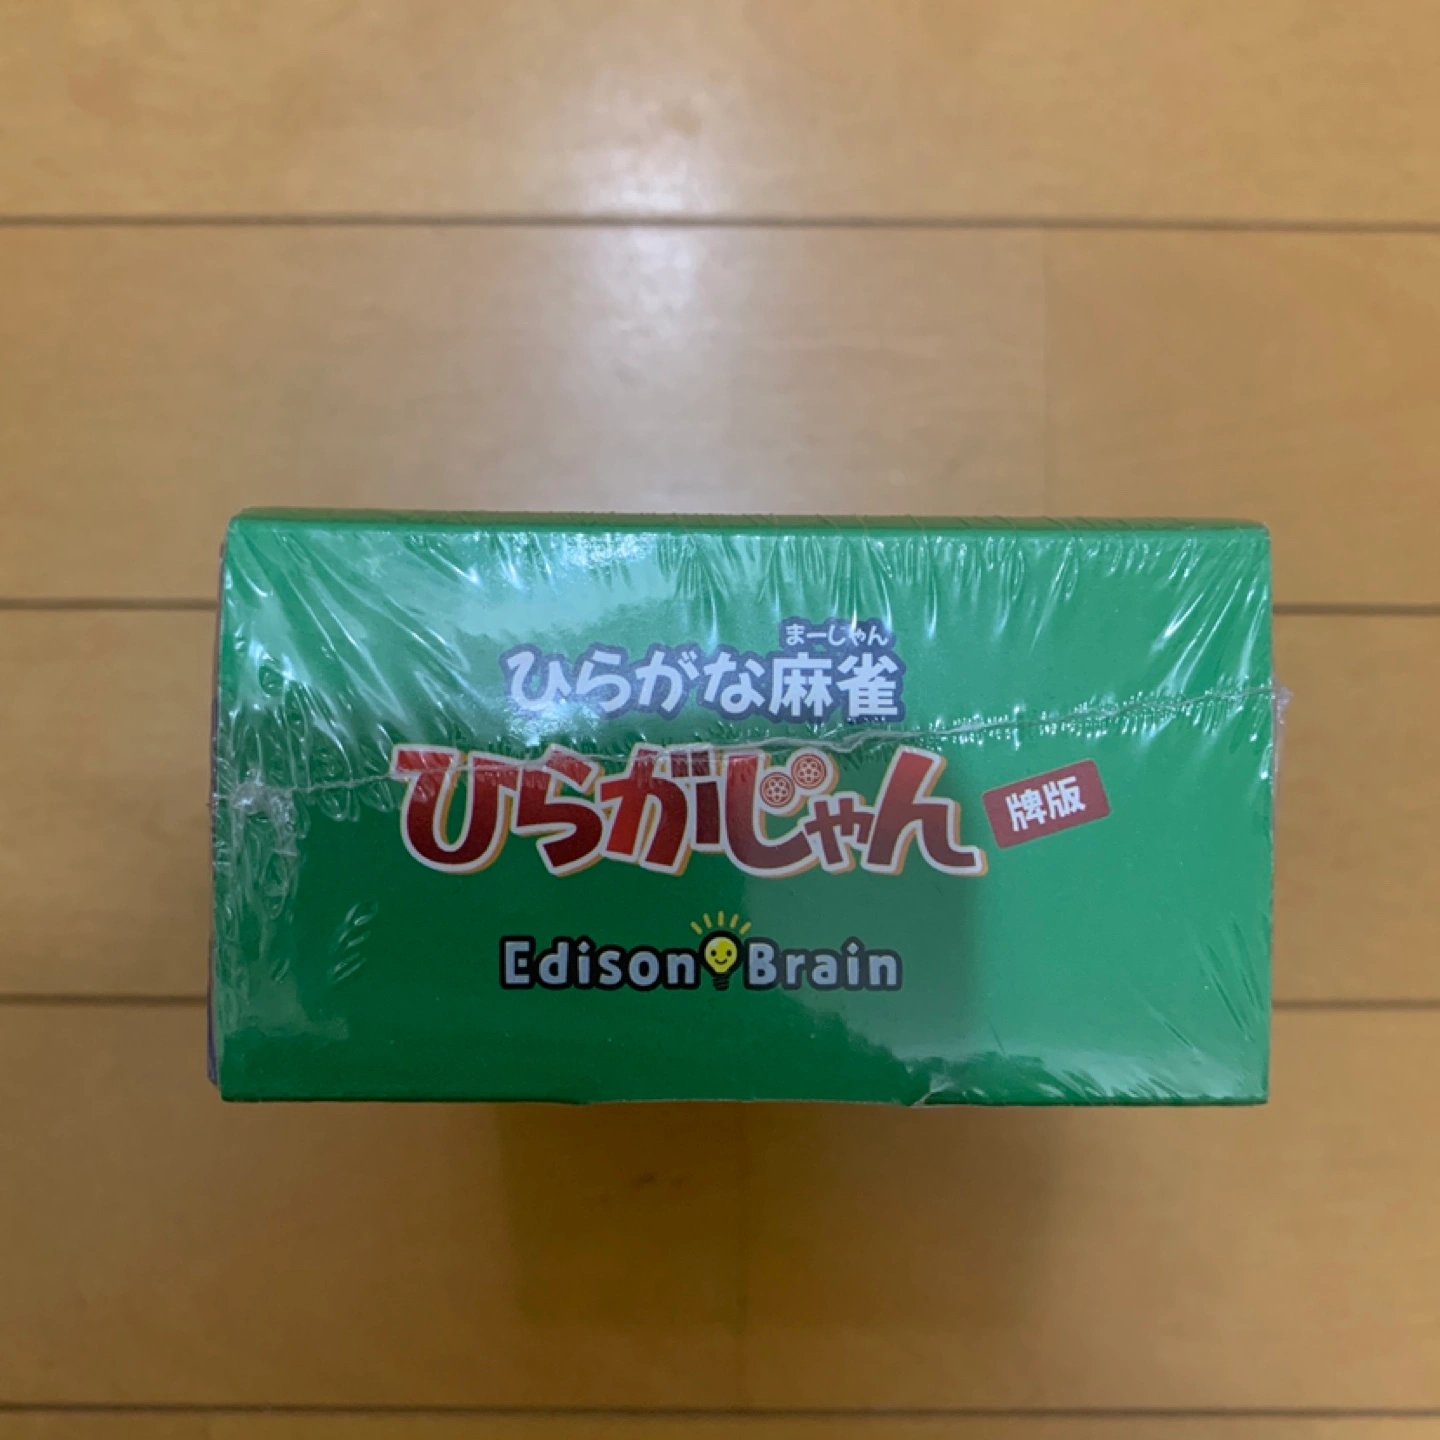 まーじゃん
ひらがな麻雀
ひらがじゃん 牌版
Edison Brain